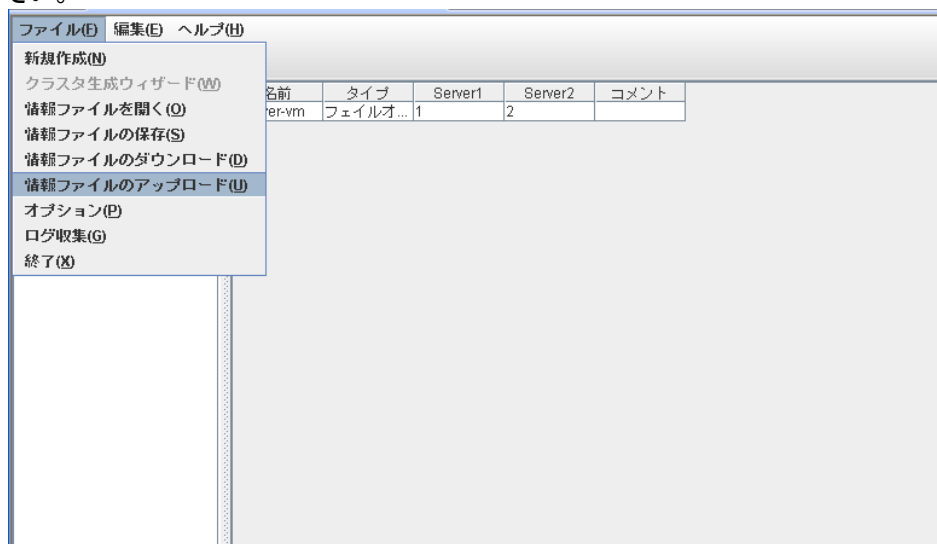 さい。
ファイル(F) 編集(E) ヘルプ(H)
新規作成(N)
クラスタ生成ウィザード(W)
情報ファイルを開く(O)
情報ファイルの保存(S)
情報ファイルのダウンロード(D)
情報ファイルのアップロード(U)
オプション(P)
ログ収集(G)
終了(X)
名前 タイプ Server1 Server2 コメント
ver-vm フェイルオ... 1 2